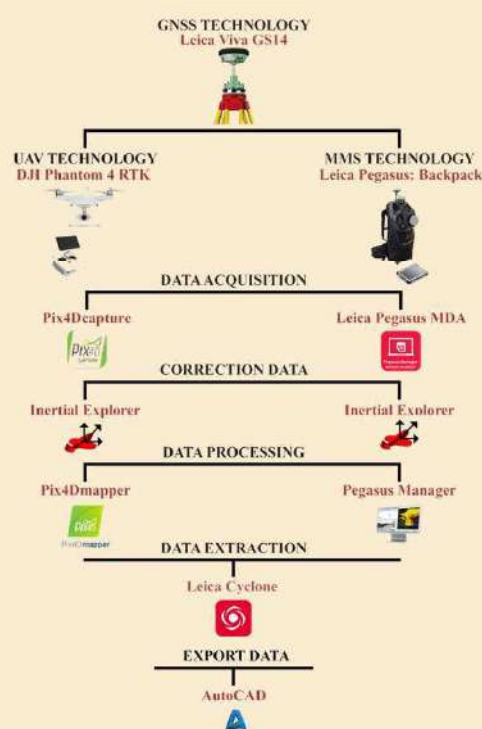 GNSS TECHNOLOGY
Leica Viva GS14
UAV TECHNOLOGY
DJI Phantom 4 RTK
MMS TECHNOLOGY
Leica Pegasus: Backpack
DATA ACQUISITION
Pix4Dcapture
Leica Pegasus MDA
CORRECTION DATA
Inertial Explorer
Inertial Explorer
DATA PROCESSING
Pix4Dmapper
Pegasus Manager
Pix4Dmapper
DATA EXTRACTION
Leica Cyclone
EXPORT DATA
AutoCAD